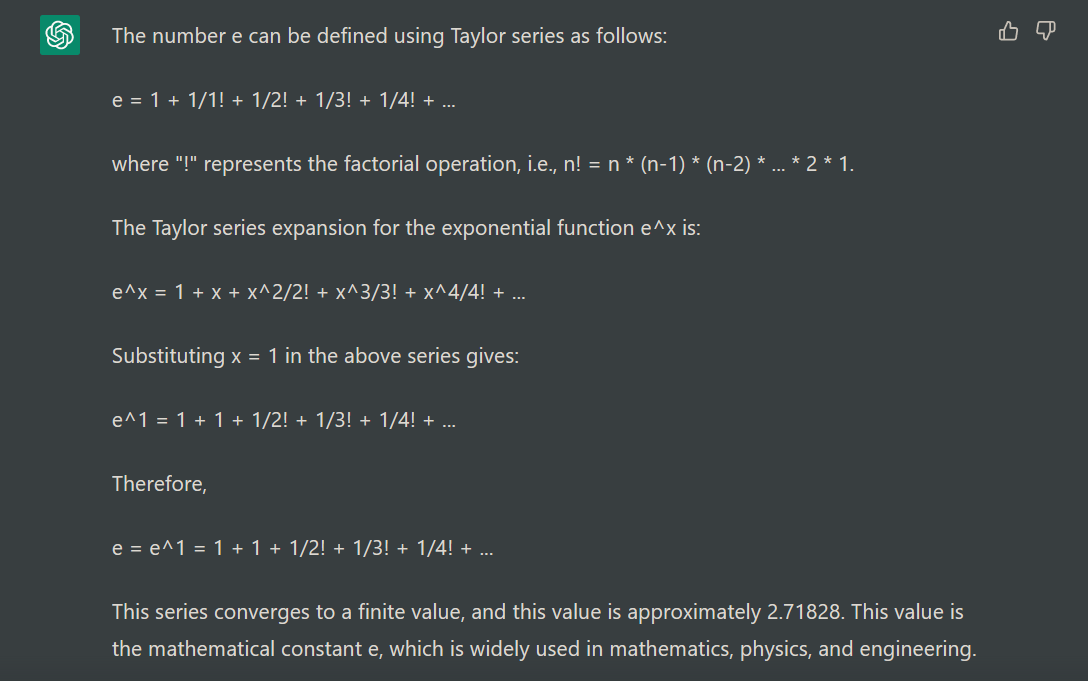 The number e can be defined using Taylor series as follows:
e = 1 + 1/1! + 1/2! + 1/3! + 1/4! + ...
where "!" represents the factorial operation, i.e., n! = n * (n-1) * (n-2) * ... * 2 * 1.
The Taylor series expansion for the exponential function e^x is:
e^x = 1 + x + x^2/2! + x^3/3! + x^4/4! + ...
Substituting x = 1 in the above series gives:
e^1 = 1 + 1 + 1/2! + 1/3! + 1/4! + ...
Therefore,
e = e^1 = 1 + 1 + 1/2! + 1/3! + 1/4! + ...
This series converges to a finite value, and this value is approximately 2.71828. This value is
the mathematical constant e, which is widely used in mathematics, physics, and engineering.